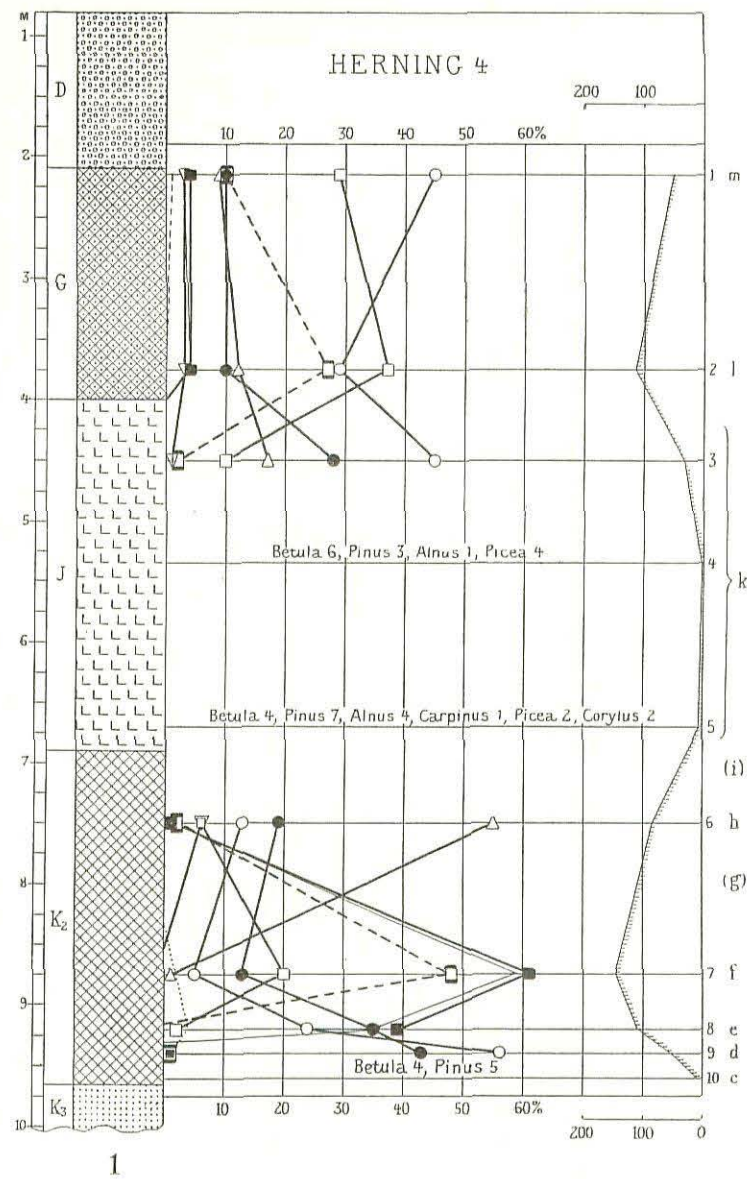 M
HERNING 4
1
D
200 100
10 20 30 40 50 60%
2
1 m
3
G
2 l
4
3
5
Betula 6, Pinus 3, Alnus 1, Picea 4
4
J
k
6
Betula 4, Pinus 7, Alnus 4, Carpinus 1, Picea 2, Corylus 2
5
7
(i)
6 h
8
(g)
K2
7 f
9
8 e
9 d
Betula 4, Pinus 5
10 c
K3
10 20 30 40 50 60%
10
200 100 0
1